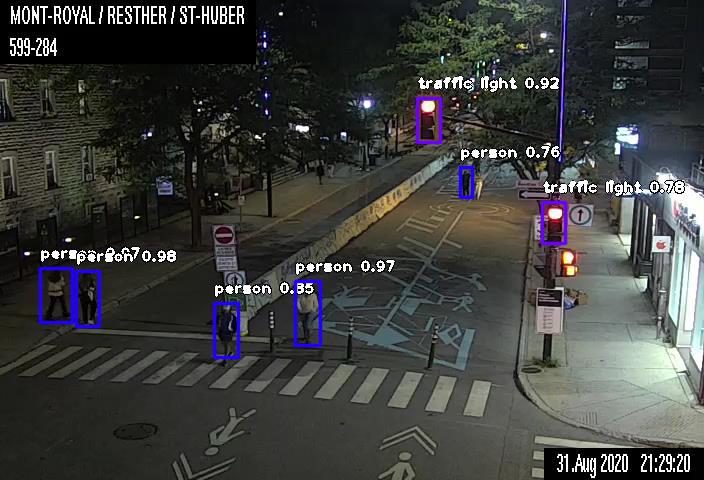 MONT-ROYAL / RESTHER / ST-HUBER
599-284
traffic light 0.92
person 0.76
traffic light 0.78
person 0.98
person 0.97
person 0.85
31.Aug 2020 21:29:20